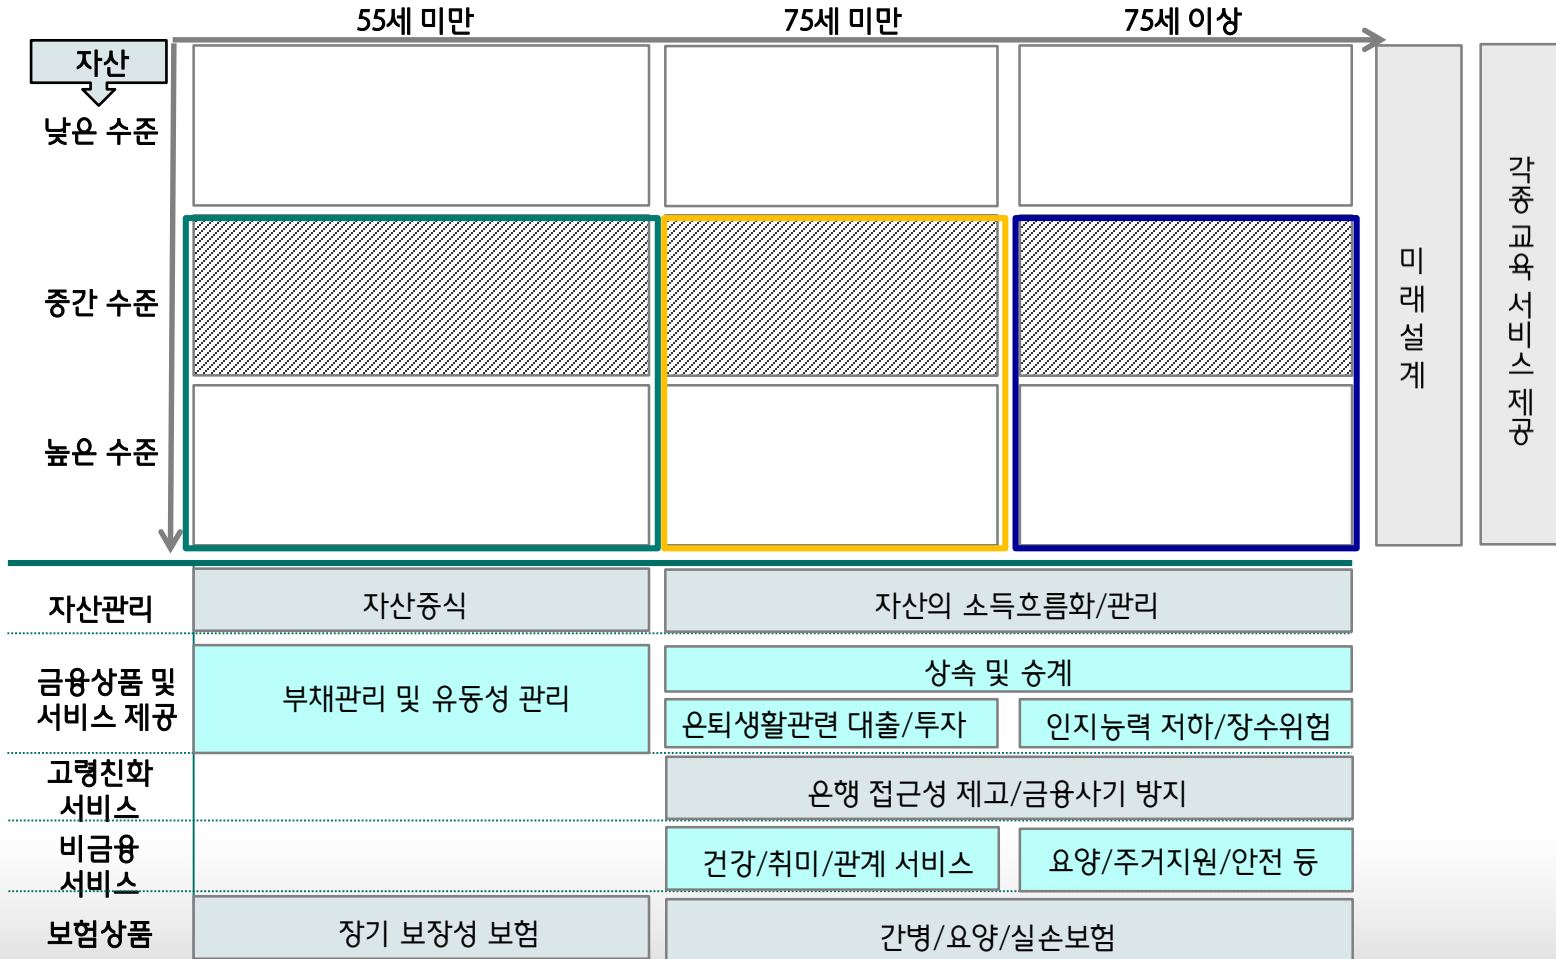 55세 미만
75세 미만
75세 이상
자산
낮은 수준
중간 수준
높은 수준
미래설계
각종 교육 서비스 제공
자산관리
자산증식
자산의 소득흐름화/관리
금융상품 및
서비스 제공
부채관리 및 유동성 관리
상속 및 승계
은퇴생활관련 대출/투자
인지능력 저하/장수위험
고령친화
서비스
은행 접근성 제고/금융사기 방지
비금융
서비스
건강/취미/관계 서비스
요양/주거지원/안전 등
보험상품
장기 보장성 보험
간병/요양/실손보험